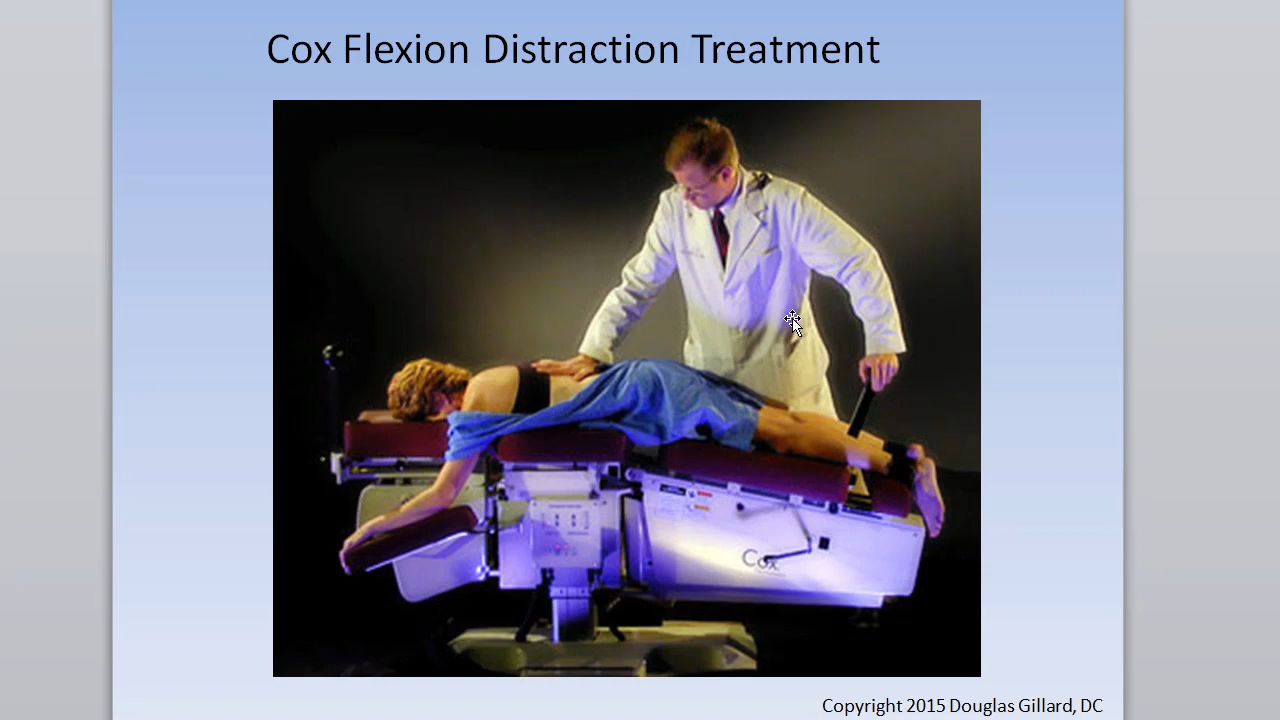 Cox Flexion Distraction Treatment
Cox
Copyright 2015 Douglas Gillard, DC